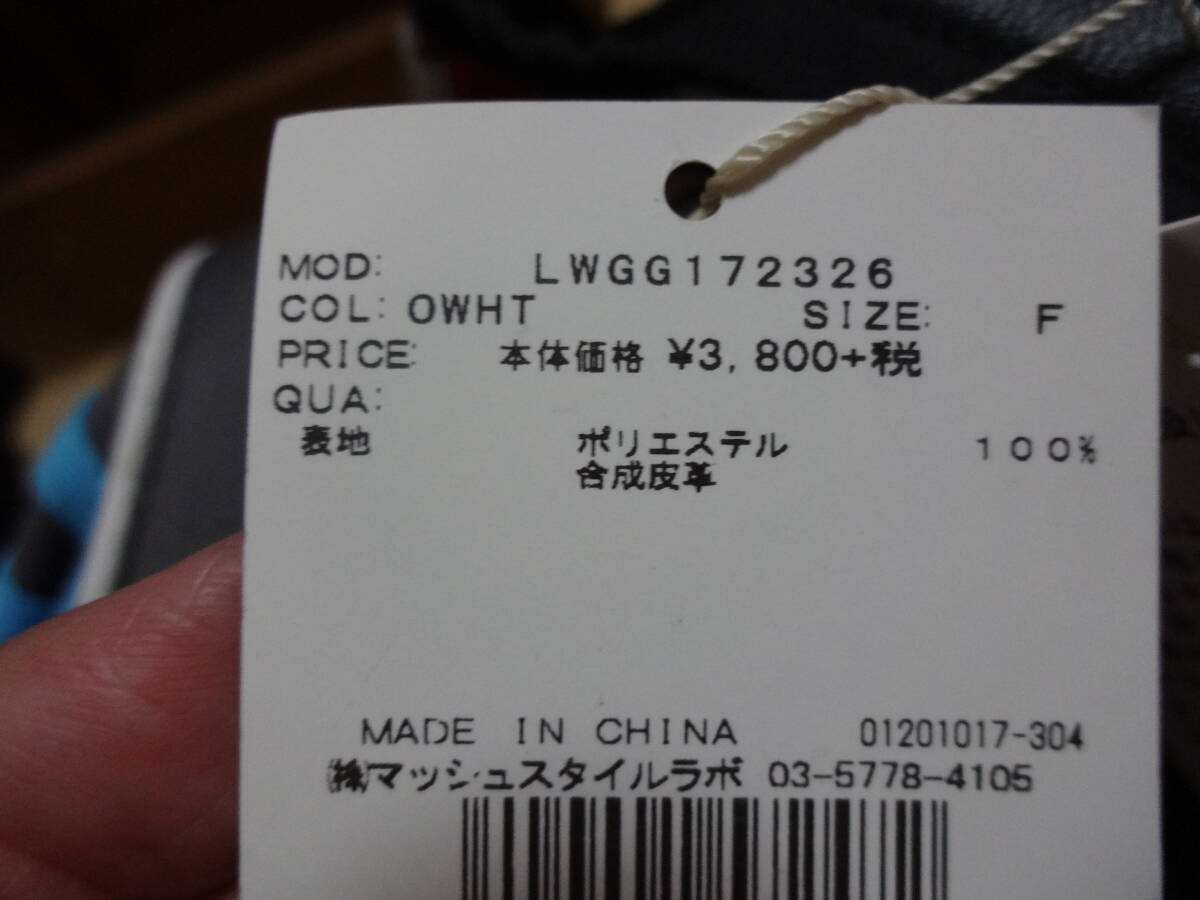 MOD: LWGG172326
COL: OWHT SIZE: F
PRICE: 本体価格 ¥3,800+税
QUA:
表地 ポリエステル 100%
合成皮革
MADE IN CHINA 01201017-304
㈱マッシュスタイルラボ 03-5778-4105